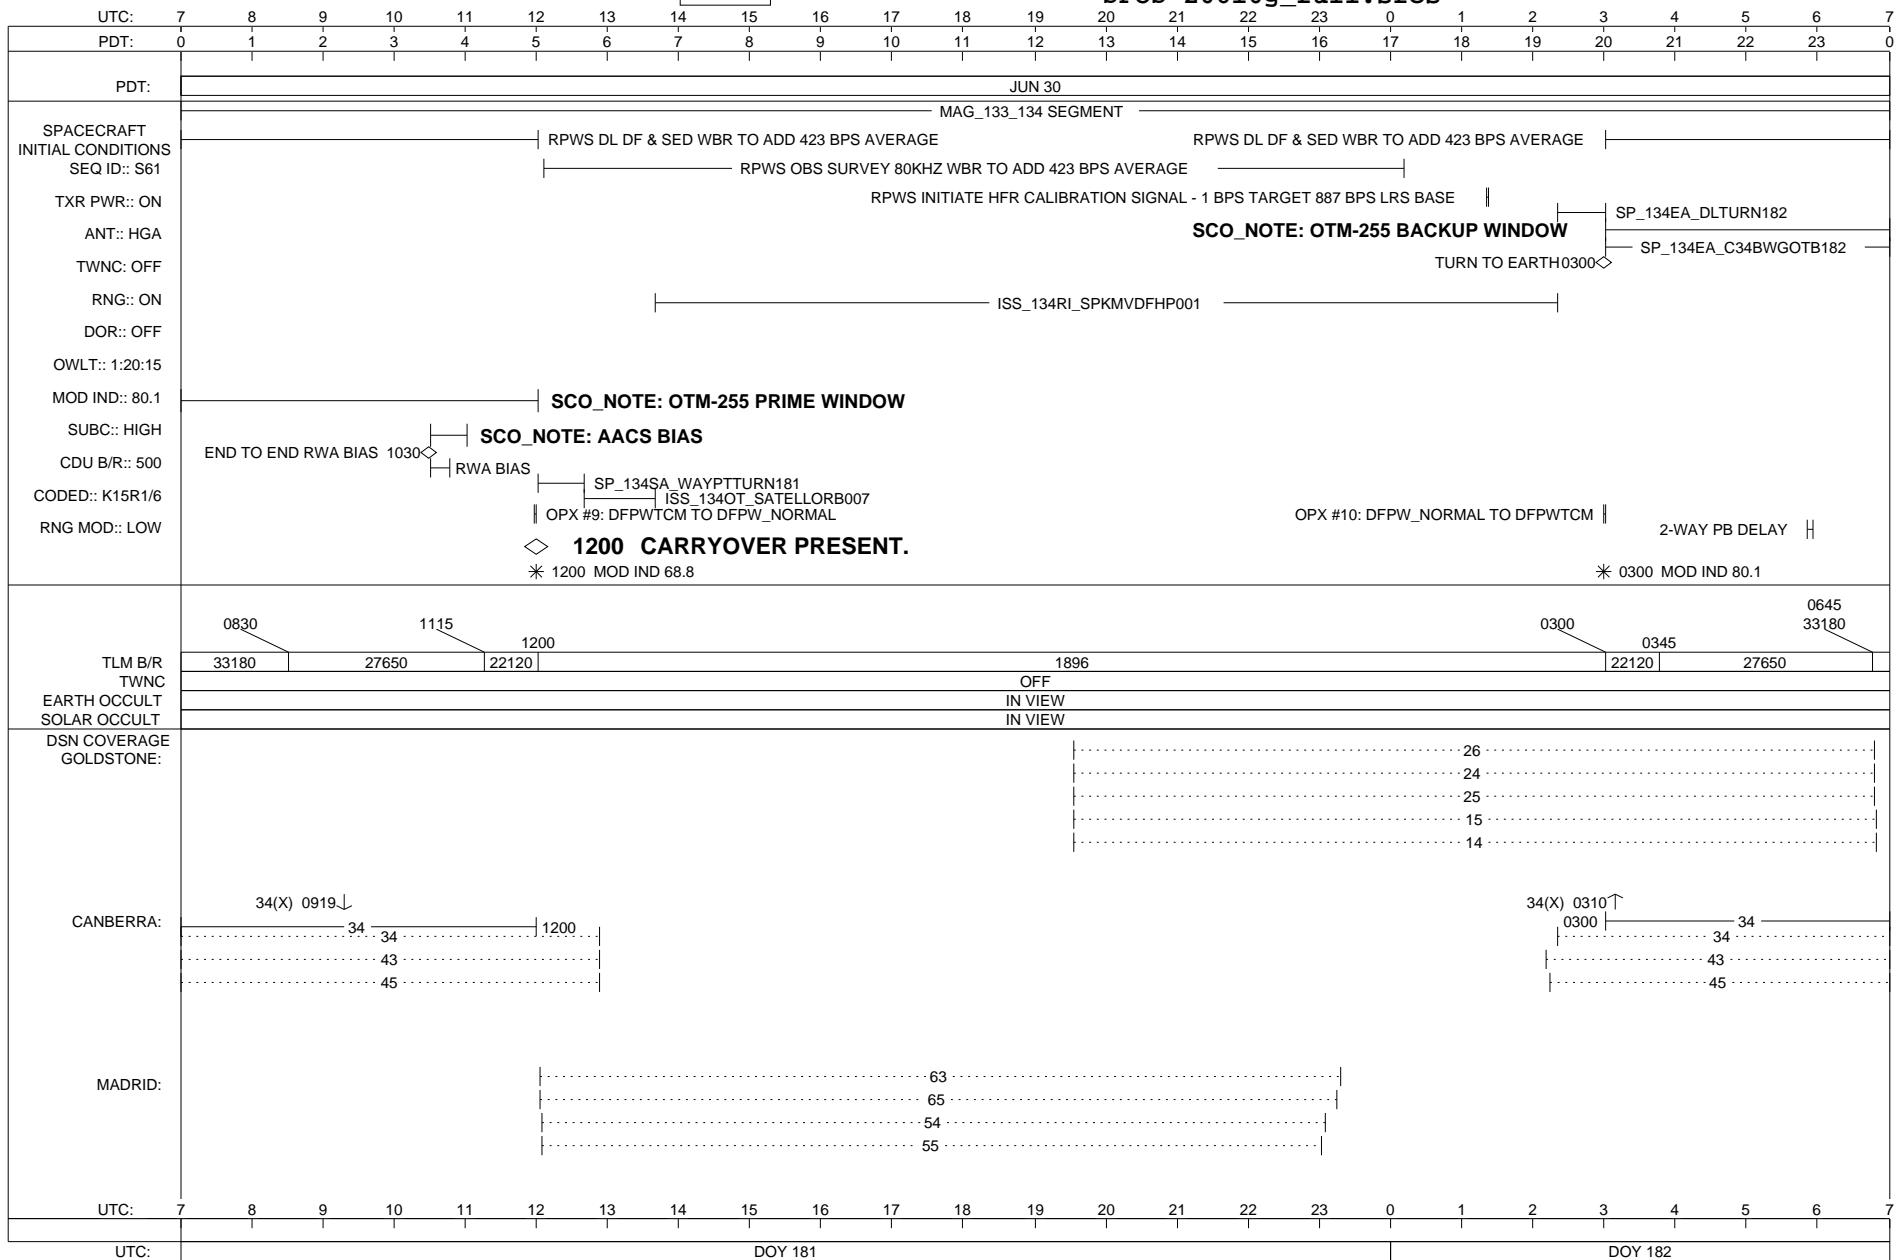 UTC: 7 8 9 10 11 12 13 14 15 16 17 18 19 20 21 22 23 0 1 2 3 4 5 6 7
PDT: 0 1 2 3 4 5 6 7 8 9 10 11 12 13 14 15 16 17 18 19 20 21 22 23 0
PDT: JUN 30
MAG_133_134 SEGMENT
SPACECRAFT
INITIAL CONDITIONS
RPWS DL DF & SED WBR TO ADD 423 BPS AVERAGE
RPWS DL DF & SED WBR TO ADD 423 BPS AVERAGE
SEQ ID:: S61
RPWS OBS SURVEY 80KHZ WBR TO ADD 423 BPS AVERAGE
TXR PWR:: ON
RPWS INITIATE HFR CALIBRATION SIGNAL - 1 BPS TARGET 887 BPS LRS BASE
SP_134EA_DLTURN182
ANT:: HGA
SCO_NOTE: OTM-255 BACKUP WINDOW
SP_134EA_C34BWGOTB182
TWNC: OFF
TURN TO EARTH 0300
RNG:: ON
ISS_134RI_SPKMVDFHP001
DOR:: OFF
OWLT:: 1:20:15
MOD IND:: 80.1
SCO_NOTE: OTM-255 PRIME WINDOW
SUBC:: HIGH
SCO_NOTE: AACS BIAS
END TO END RWA BIAS 1030
CDU B/R:: 500
RWA BIAS
SP_134SA_WAYPTTURN181
CODED:: K15R1/6
ISS_134OT_SATELLORB007
OPX #9: DFPWTCM TO DFPW_NORMAL
OPX #10: DFPW_NORMAL TO DFPWTCM
RNG MOD:: LOW
2-WAY PB DELAY
1200 CARRYOVER PRESENT.
1200 MOD IND 68.8
0300 MOD IND 80.1
0830 1115 1200 0300 0345 0645
33180
TLM B/R 33180 27650 22120 1896 22120 27650
TWNC OFF
EARTH OCCULT IN VIEW
SOLAR OCCULT IN VIEW
DSN COVERAGE
GOLDSTONE:
26
24
25
15
14
34(X) 0919
34(X) 0310
CANBERRA:
34 1200
0300 34
34 34
43 43
45 45
MADRID:
63
65
54
55
UTC: 7 8 9 10 11 12 13 14 15 16 17 18 19 20 21 22 23 0 1 2 3 4 5 6 7
UTC: DOY 181 DOY 182